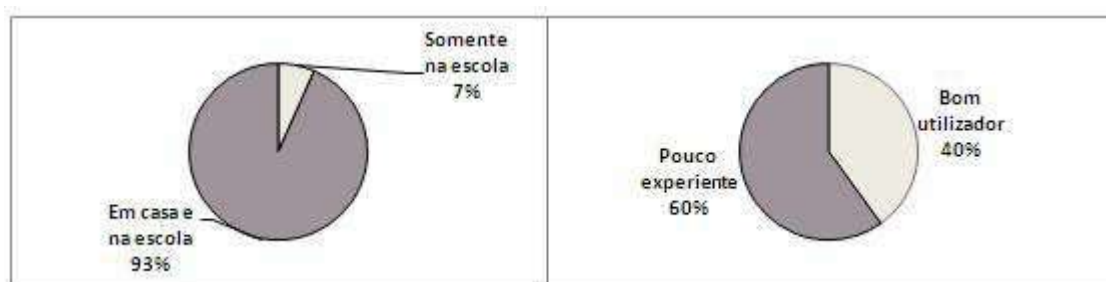 Somente
na escola
7%
Em casa e
na escola
93%
Bom
utilizador
40%
Pouco
experiente
60%